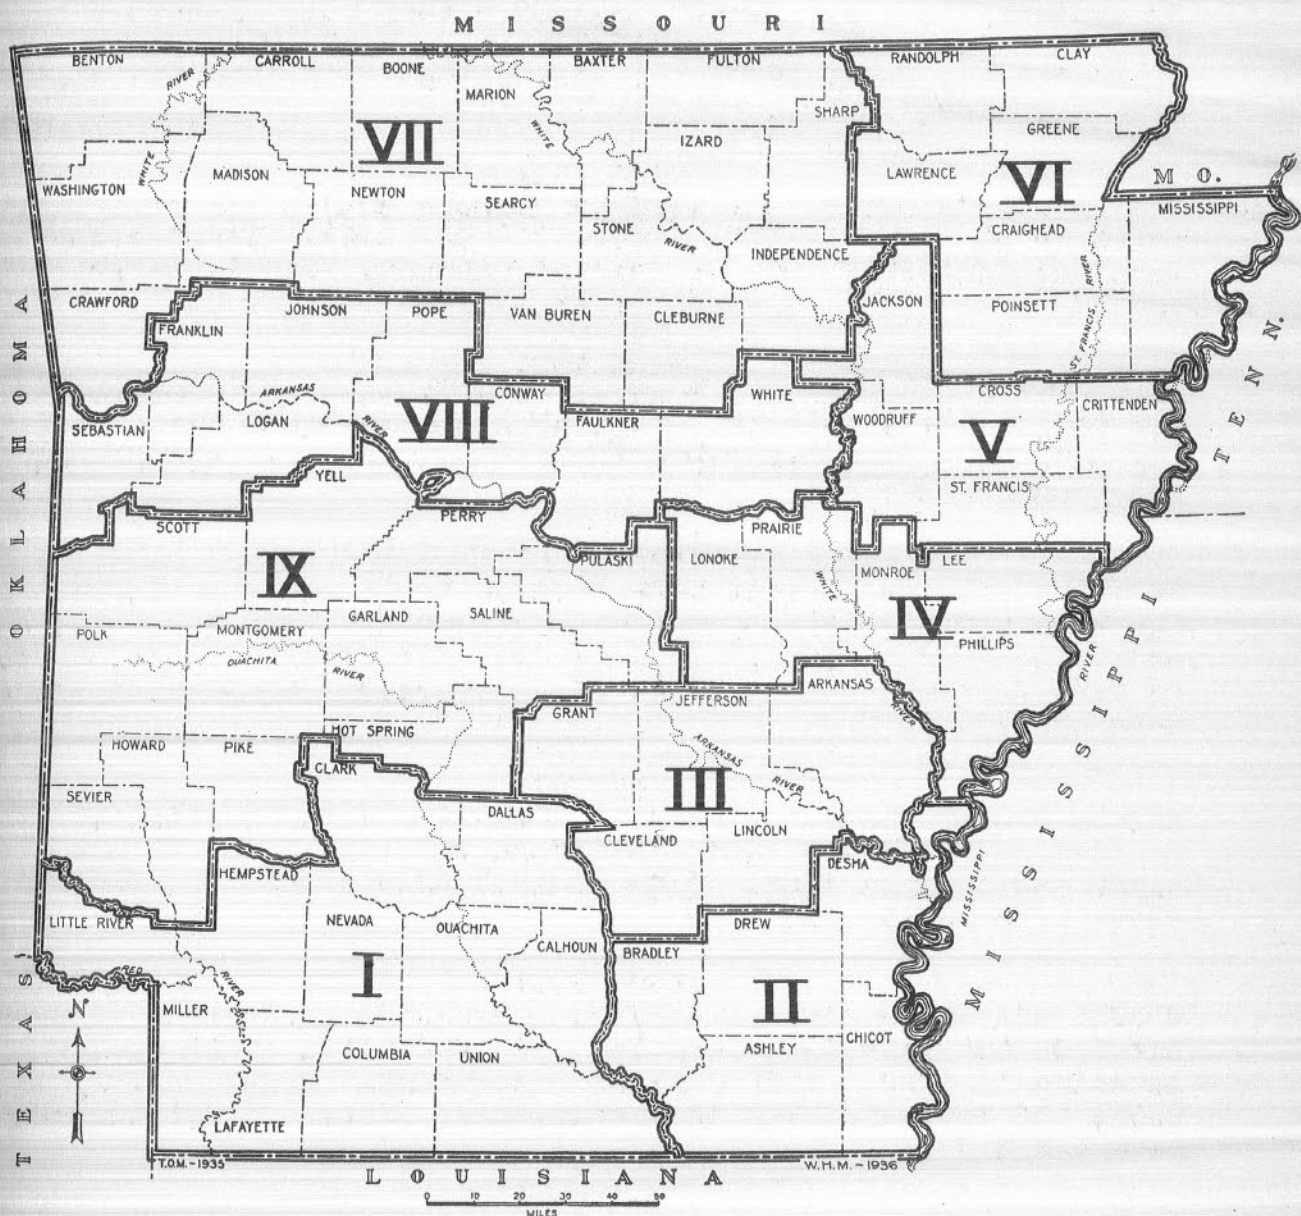 MISSOURI
BENTON
CARROLL
BOONE
BAXTER
FULTON
RANDOLPH
CLAY
RIVER
MARION
SHARP
WHITE
IZARD
GREENE
VII
WHITE
WASHINGTON
MADISON
NEWTON
LAWRENCE
VI
MO.
SEARCY
MISSISSIPPI
STONE
CRAIGHEAD
RIVER
INDEPENDENCE
RIVER
CRAWFORD
JOHNSON
POPE
VAN BUREN
CLEBURNE
JACKSON
POINSETT
FRANKLIN
ST. FRANCIS
OKLAHOMA
TENN.
ARKANSAS
CONWAY
WHITE
CROSS
CRITTENDEN
SEBASTIAN
LOGAN
RIVER
VIII
FAULKNER
WOODRUFF
V
YELL
ST. FRANCIS
SCOTT
PERRY
PRAIRIE
PULASKI
LONOKE
MONROE
LEE
IX
WHITE
IV
POLK
MONTGOMERY
GARLAND
SALINE
PHILLIPS
OUACHITA
RIVER
RIVER
MISSISSIPPI
GRANT
JEFFERSON
ARKANSAS
RIVER
HOT SPRING
HOWARD
PIKE
CLARK
ARKANSAS
RIVER
III
SEVIER
DALLAS
CLEVELAND
LINCOLN
DESHA
HEMPSTEAD
MISSISSIPPI
LITTLE RIVER
NEVADA
OUACHITA
CALHOUN
BRADLEY
DREW
I
II
RED
RIVER
TEXAS
N
MILLER
COLUMBIA
UNION
ASHLEY
CHICOT
LAFAYETTE
T.O.M.~1935
W.H.M.~1936
LOUISIANA
0 10 20 30 40 50
MILES